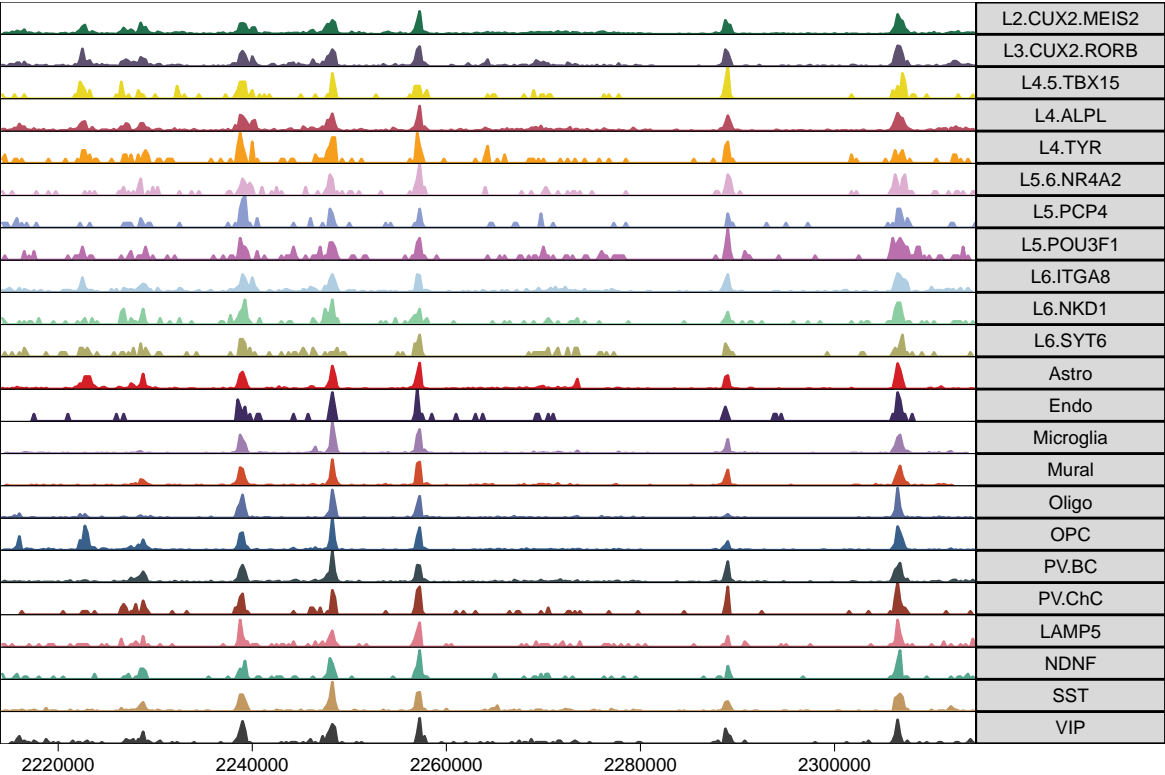 L2.CUX2.MEIS2
L3.CUX2.RORB
L4.5.TBX15
L4.ALPL
L4.TYR
L5.6.NR4A2
L5.PCP4
L5.POU3F1
L6.ITGA8
L6.NKD1
L6.SYT6
Astro
Endo
Microglia
Mural
Oligo
OPC
PV.BC
PV.ChC
LAMP5
NDNF
SST
VIP
2220000 2240000 2260000 2280000 2300000